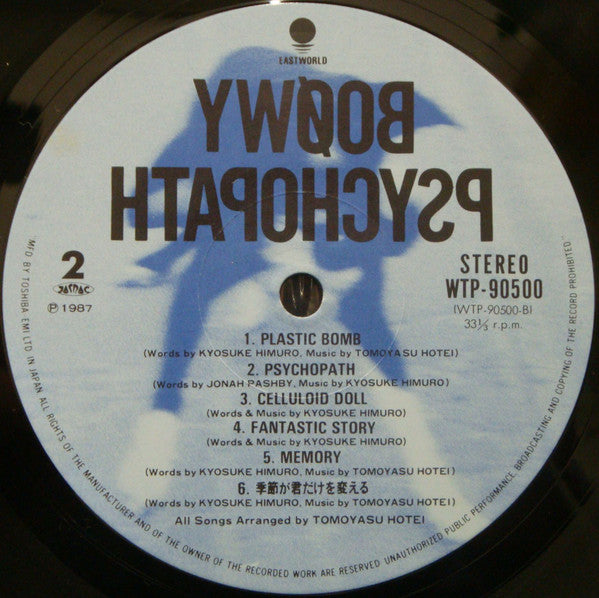 EASTWORLD
BOØWY
PSYCHOPATH
2
JASRAC
℗ 1987
STEREO
WTP-90500
(WTP-90500-B)
33⅓ r.p.m.
1. PLASTIC BOMB
(Words by KYOSUKE HIMURO, Music by TOMOYASU HOTEI)
2. PSYCHOPATH
(Words by JONAH PASHBY, Music by KYOSUKE HIMURO)
3. CELLULOID DOLL
(Words & Music by KYOSUKE HIMURO)
4. FANTASTIC STORY
(Words & Music by KYOSUKE HIMURO)
5. MEMORY
(Words by KYOSUKE HIMURO, Music by TOMOYASU HOTEI)
6. 季節が君だけを変える
(Words by KYOSUKE HIMURO, Music by TOMOYASU HOTEI)
All Songs Arranged by TOMOYASU HOTEI
MFD BY TOSHIBA EMI LTD IN JAPAN ALL RIGHTS OF THE MANUFACTURER AND OF THE OWNER OF THE RECORDED WORK ARE RESERVED UNAUTHORIZED PUBLIC PERFORMANCE BROADCASTING AND COPYING OF THE RECORD PROHIBITED